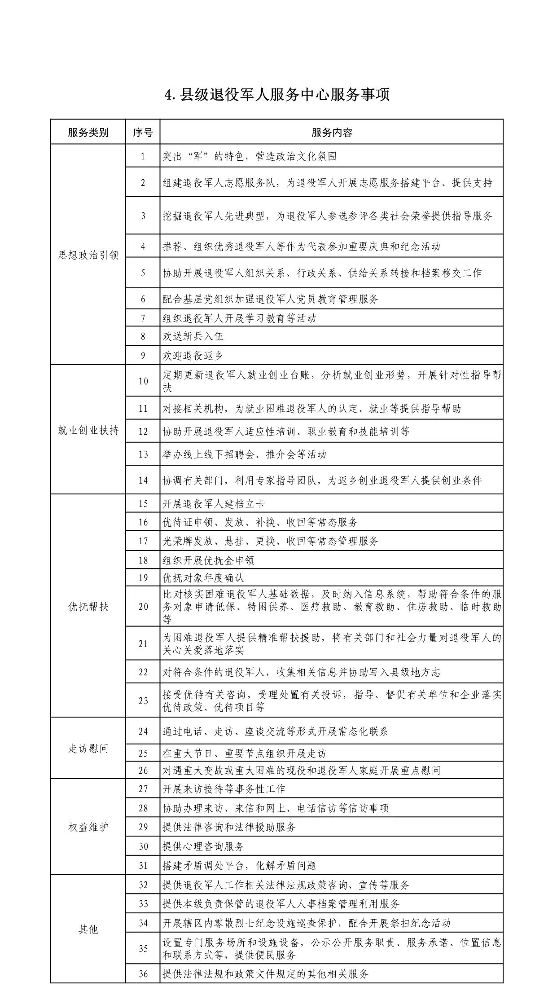 4. 县级退役军人服务中心服务事项
服务类别 序号 服务内容
思想政治引领
1 突出“军”的特色，营造政治文化氛围
2 组建退役军人志愿服务队，为退役军人开展志愿服务搭建平台、提供支持
3 挖掘退役军人先进典型，为退役军人参选参评各类社会荣誉提供指导服务
4 推荐、组织优秀退役军人等作为代表参加重要庆典和纪念活动
5 协助开展退役军人组织关系、行政关系、供给关系转接和档案移交工作
6 配合基层党组织加强退役军人党员教育管理服务
7 组织退役军人开展学习教育等活动
8 欢送新兵入伍
9 欢迎退役返乡
就业创业扶持
10 定期更新退役军人就业创业台账，分析就业创业形势，开展针对性指导帮
扶
11 对接相关机构，为就业困难退役军人的认定、就业等提供指导帮助
12 协助开展退役军人适应性培训、职业教育和技能培训等
13 举办线上线下招聘会、推介会等活动
14 协调有关部门，利用专家指导团队，为返乡创业退役军人提供创业条件
优抚帮扶
15 开展退役军人建档立卡
16 优待证申领、发放、补换、收回等常态服务
17 光荣牌发放、悬挂、更换、收回等常态管理服务
18 组织开展优抚金申领
19 优抚对象年度确认
20 比对核实困难退役军人基础数据，及时纳入信息系统，帮助符合条件的服
务对象申请低保、特困供养、医疗救助、教育救助、住房救助、临时救助
等
21 为困难退役军人提供精准帮扶援助，将有关部门和社会力量对退役军人的
关心关爱落地落实
22 对符合条件的退役军人，收集相关信息并协助写入县级地方志
23 接受优待有关咨询，受理处置有关投诉，指导、督促有关单位和企业落实
优待政策、优待项目等
走访慰问
24 通过电话、走访、座谈交流等形式开展常态化联系
25 在重大节日、重要节点组织开展走访
26 对遇重大变故或重大困难的现役和退役军人家庭开展重点慰问
权益维护
27 开展来访接待等事务性工作
28 协助办理来访、来信和网上、电话信访等信访事项
29 提供法律咨询和法律援助服务
30 提供心理咨询服务
31 搭建矛盾调处平台，化解矛盾问题
其他
32 提供退役军人工作相关法律法规政策咨询、宣传等服务
33 提供本级负责保管的退役军人人事档案管理利用服务
34 开展辖区内零散烈士纪念设施巡查保护，配合开展祭扫纪念活动
35 设置专门服务场所和设施设备，公示公开服务职责、服务承诺、位置信息
和联系方式等，提供便民服务
36 提供法律法规和政策文件规定的其他相关服务